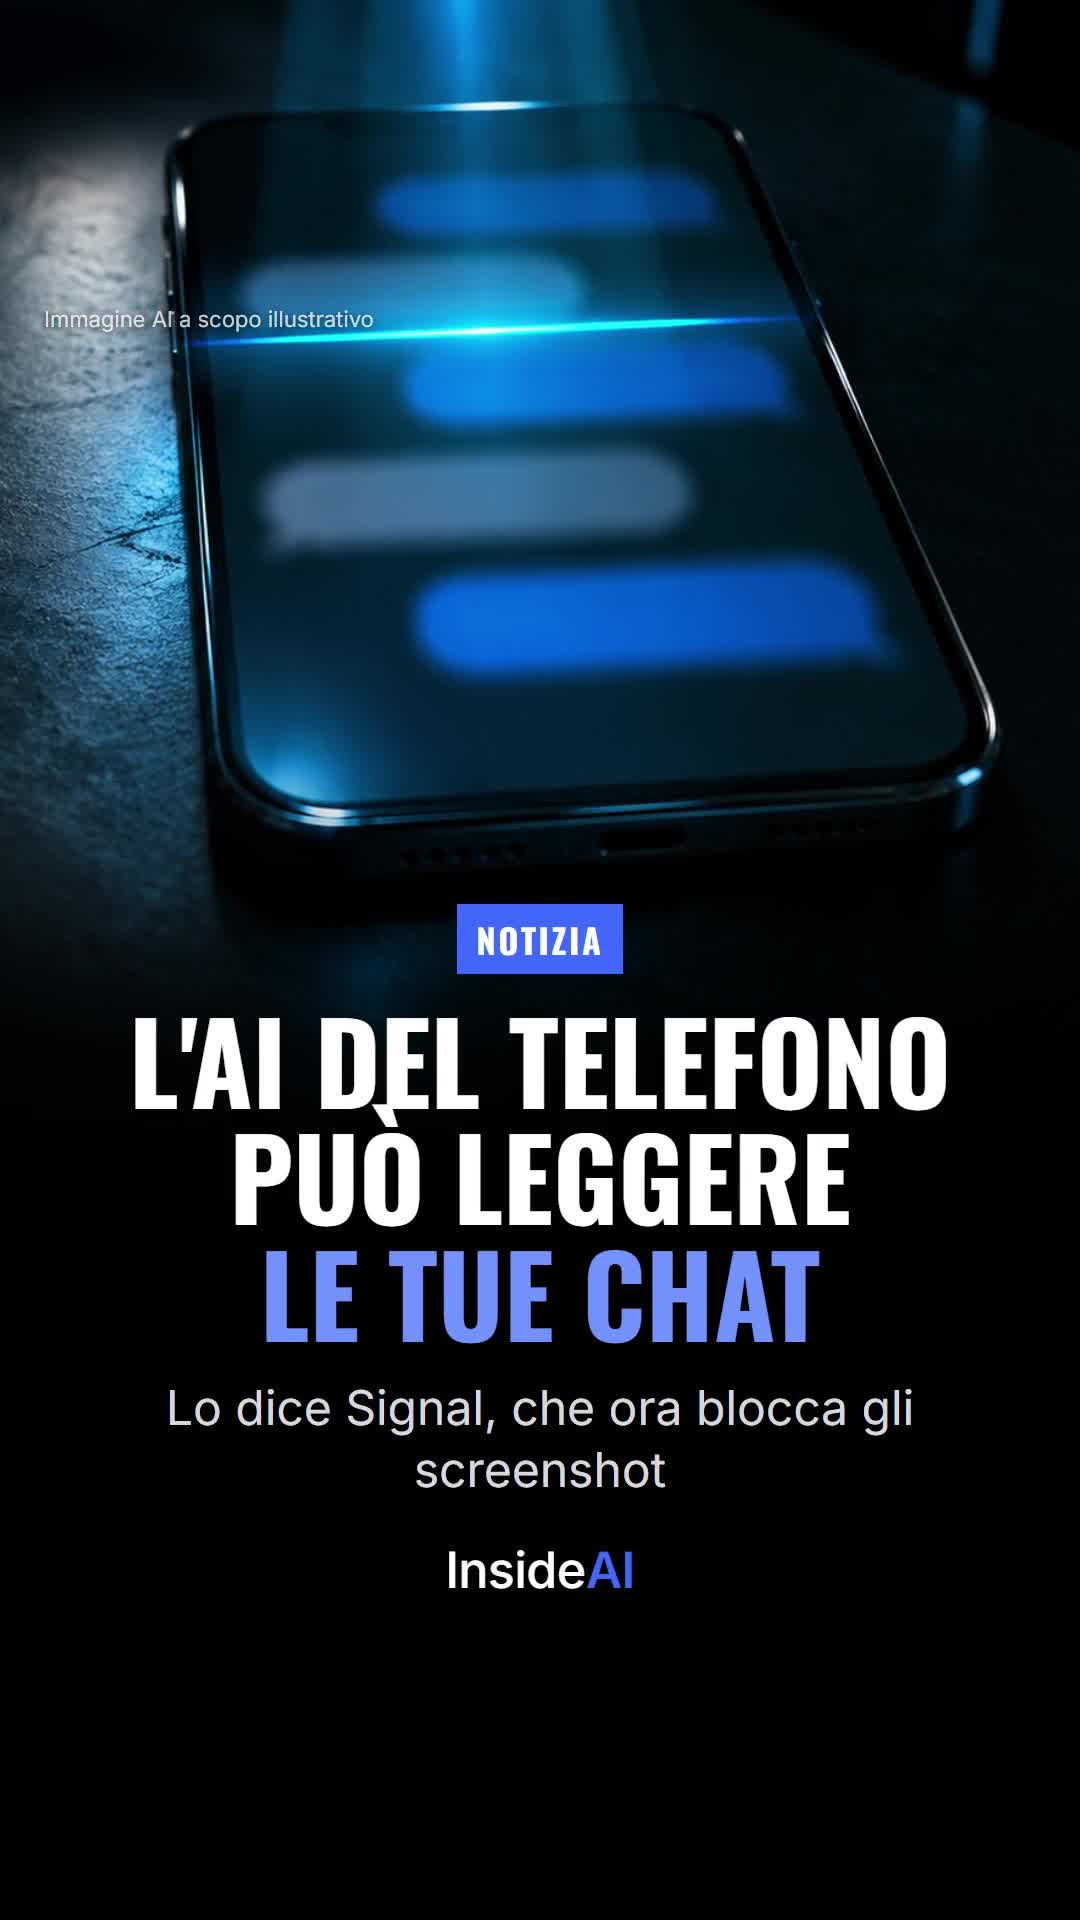 Immagine AI a scopo illustrativo
NOTIZIA
L'AI DEL TELEFONO
PUÒ LEGGERE
LE TUE CHAT
Lo dice Signal, che ora blocca gli
screenshot
InsideAI